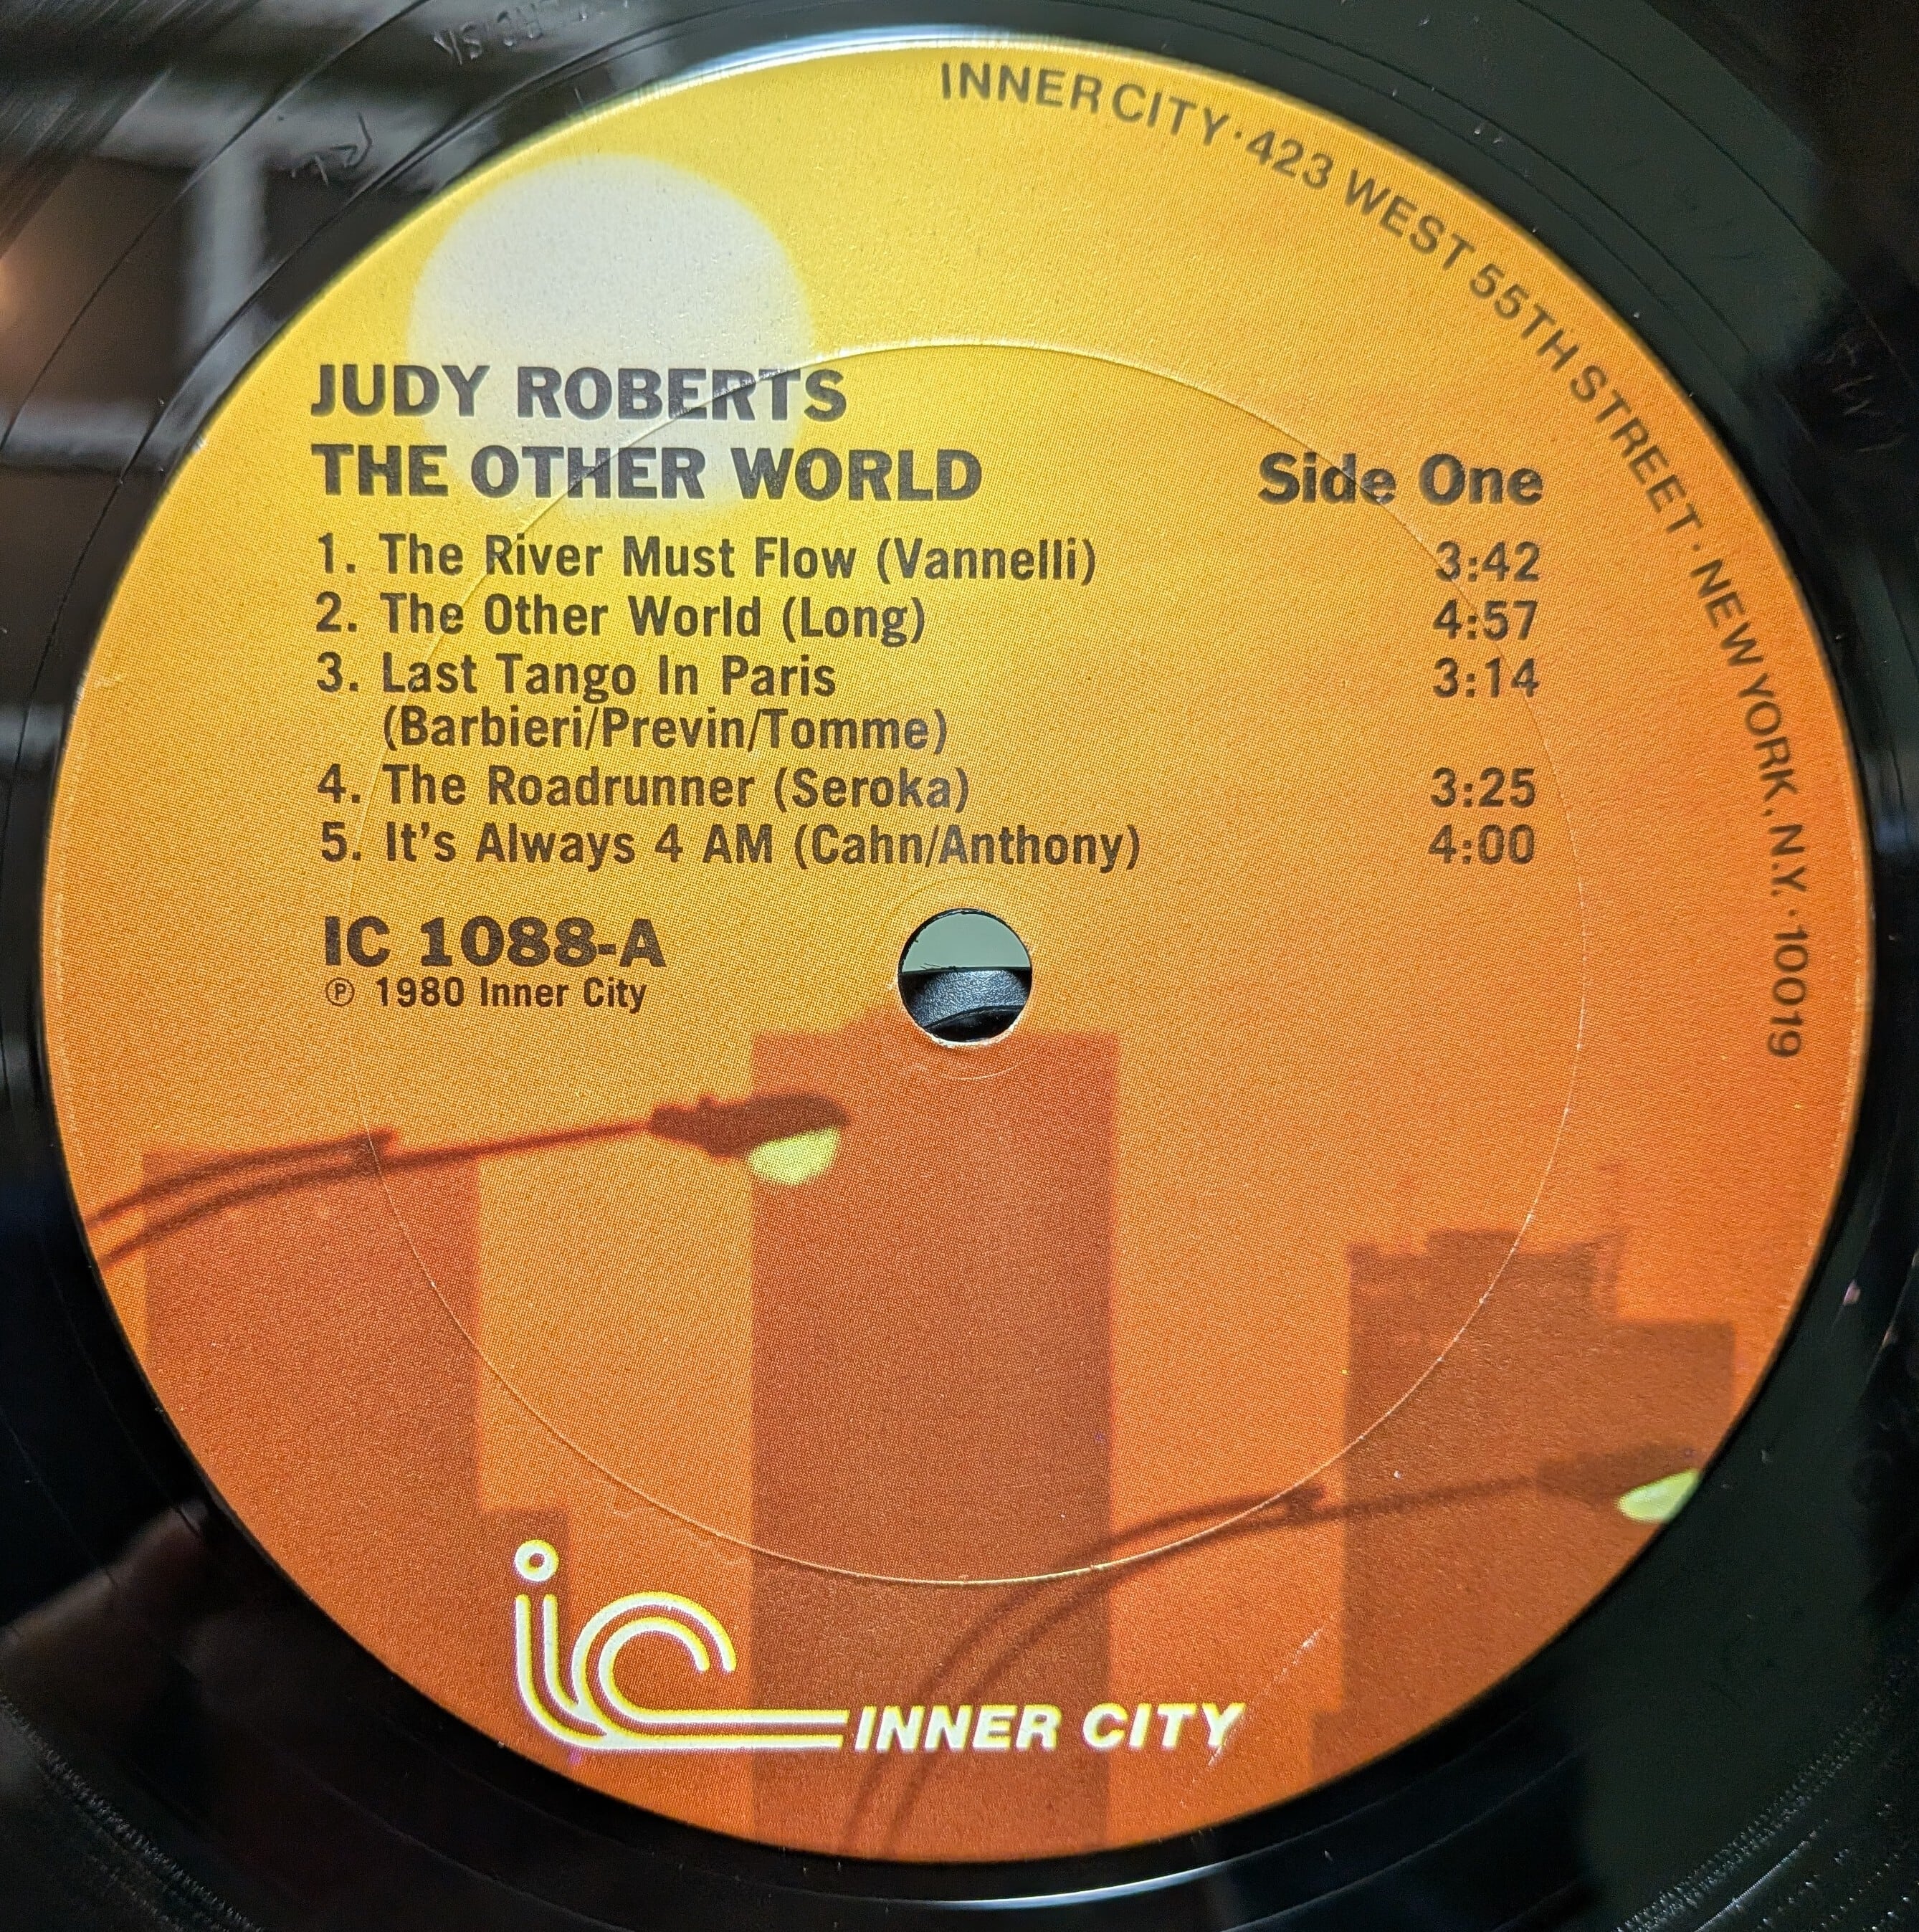 INNER CITY · 423 WEST 55TH STREET · NEW YORK, N.Y. · 10019
JUDY ROBERTS
THE OTHER WORLD Side One
1. The River Must Flow (Vannelli) 3:42
2. The Other World (Long) 4:57
3. Last Tango In Paris 3:14
(Barbieri/Previn/Tomme)
4. The Roadrunner (Seroka) 3:25
5. It's Always 4 AM (Cahn/Anthony) 4:00
IC 1088-A
℗ 1980 Inner City
ic INNER CITY